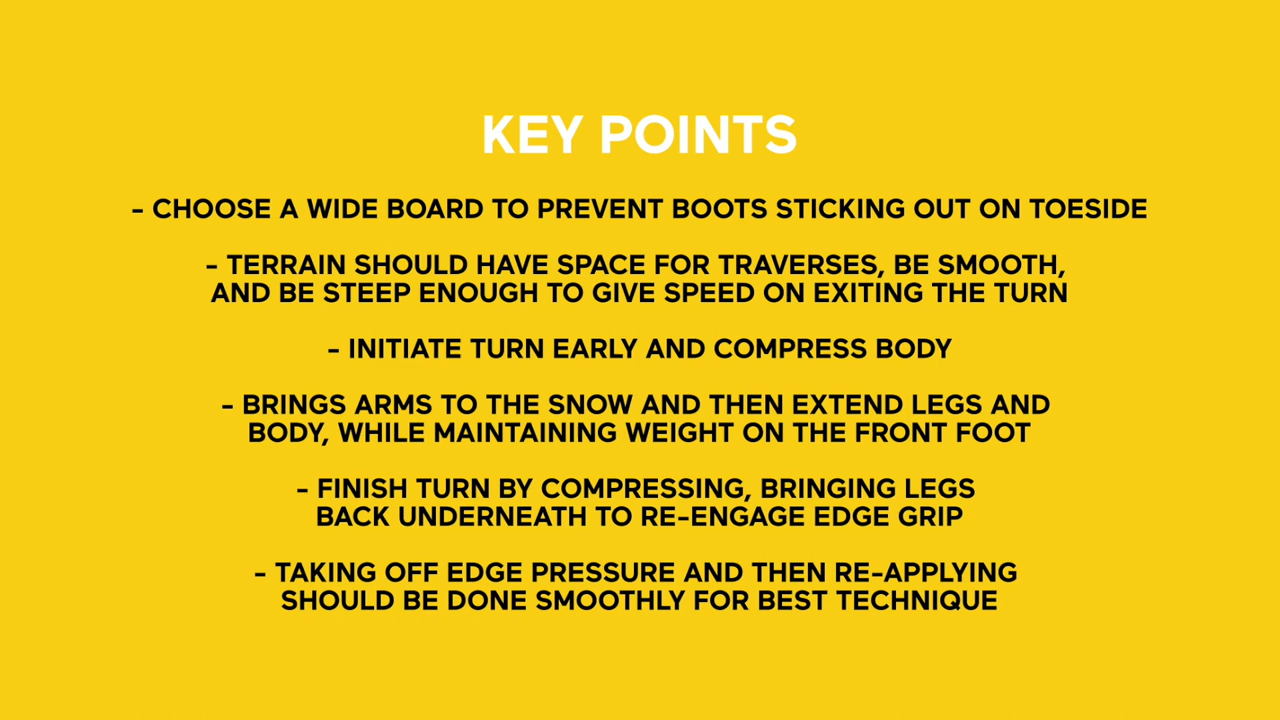 KEY POINTS
- CHOOSE A WIDE BOARD TO PREVENT BOOTS STICKING OUT ON TOESIDE
- TERRAIN SHOULD HAVE SPACE FOR TRAVERSES, BE SMOOTH,
AND BE STEEP ENOUGH TO GIVE SPEED ON EXITING THE TURN
- INITIATE TURN EARLY AND COMPRESS BODY
- BRINGS ARMS TO THE SNOW AND THEN EXTEND LEGS AND
BODY, WHILE MAINTAINING WEIGHT ON THE FRONT FOOT
- FINISH TURN BY COMPRESSING, BRINGING LEGS
BACK UNDERNEATH TO RE-ENGAGE EDGE GRIP
- TAKING OFF EDGE PRESSURE AND THEN RE-APPLYING
SHOULD BE DONE SMOOTHLY FOR BEST TECHNIQUE